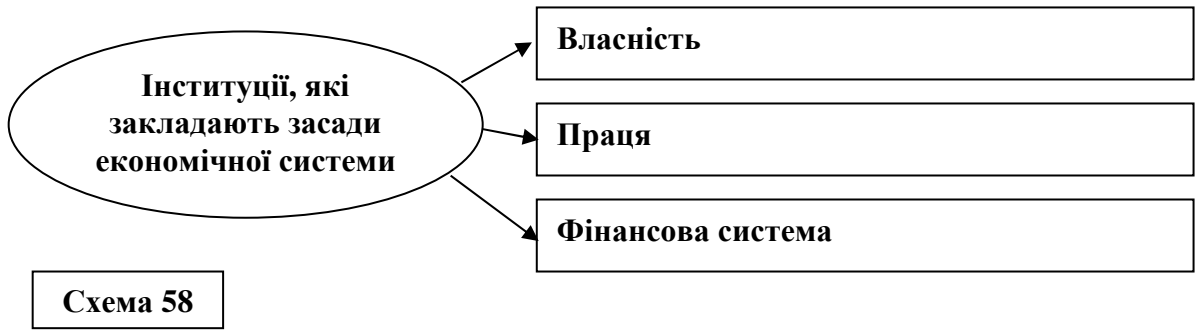 Інституції, які
закладають засади
економічної системи
Власність
Праця
Фінансова система
Схема 58